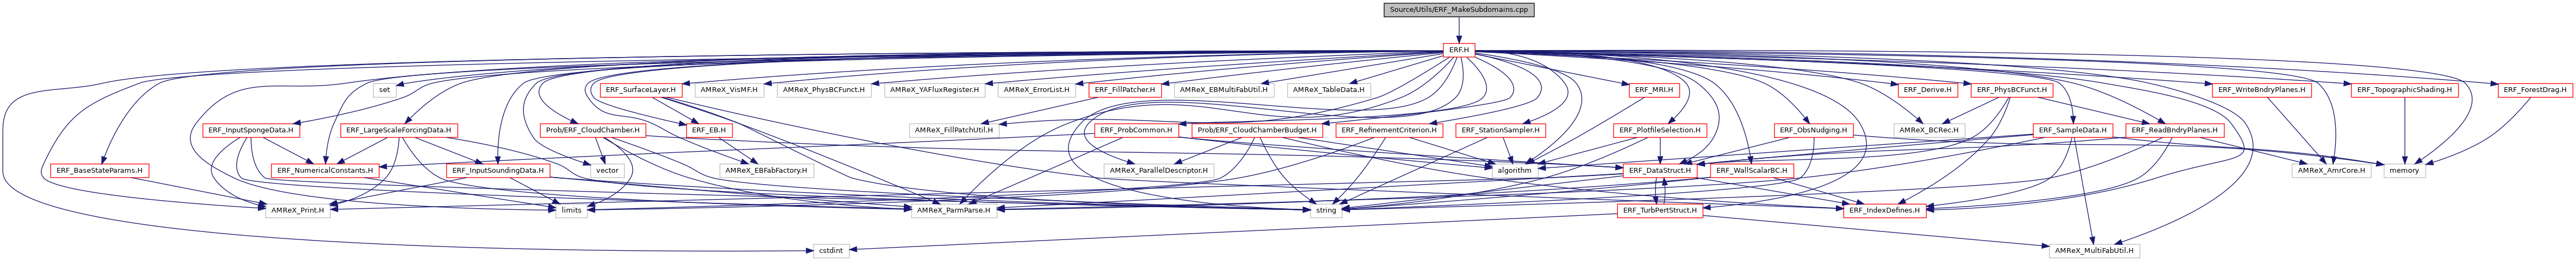 Source/Utils/ERF_MakeSubdomains.cpp
ERF.H
set
ERF_SurfaceLayer.H
AMReX_VisMF.H
AMReX_PhysBCFunct.H
AMReX_YAFluxRegister.H
AMReX_ErrorList.H
ERF_FillPatcher.H
AMReX_EBMultiFabUtil.H
AMReX_TableData.H
ERF_MRI.H
ERF_Derive.H
ERF_PhysBCFunct.H
ERF_WriteBndryPlanes.H
ERF_TopographicShading.H
ERF_ForestDrag.H
ERF_InputSpongeData.H
ERF_LargeScaleForcingData.H
Prob/ERF_CloudChamber.H
ERF_EB.H
AMReX_FillPatchUtil.H
ERF_ProbCommon.H
Prob/ERF_CloudChamberBudget.H
ERF_RefinementCriterion.H
ERF_StationSampler.H
ERF_PlotfileSelection.H
ERF_ObsNudging.H
AMReX_BCRec.H
ERF_SampleData.H
ERF_ReadBndryPlanes.H
ERF_BaseStateParams.H
ERF_NumericalConstants.H
ERF_InputSoundingData.H
vector
AMReX_EBFabFactory.H
AMReX_ParallelDescriptor.H
algorithm
ERF_DataStruct.H
ERF_WallScalarBC.H
AMReX_AmrCore.H
memory
AMReX_Print.H
limits
AMReX_ParmParse.H
string
ERF_TurbPertStruct.H
ERF_IndexDefines.H
cstdint
AMReX_MultiFabUtil.H